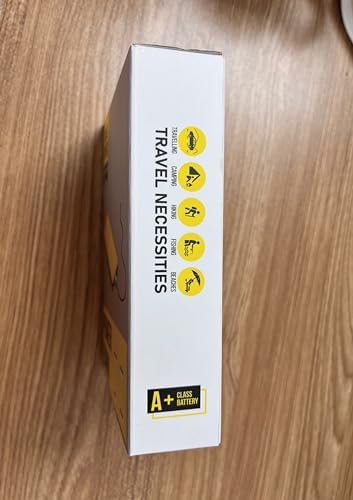 TRAVELLING
CAMPING
HIKING
FISHING
BEACHES
TRAVEL NECESSITIES
A+
CLASS
BATTERY